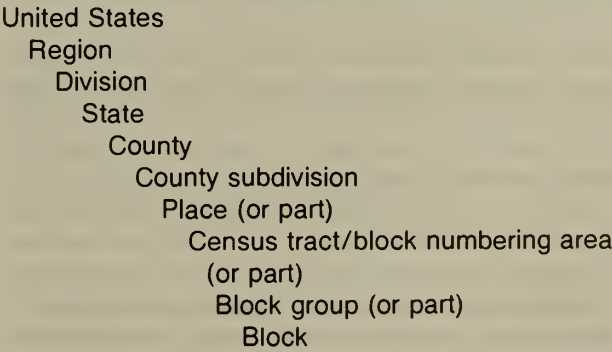 United States
Region
Division
State
County
County subdivision
Place (or part)
Census tract/block numbering area
(or part)
Block group (or part)
Block